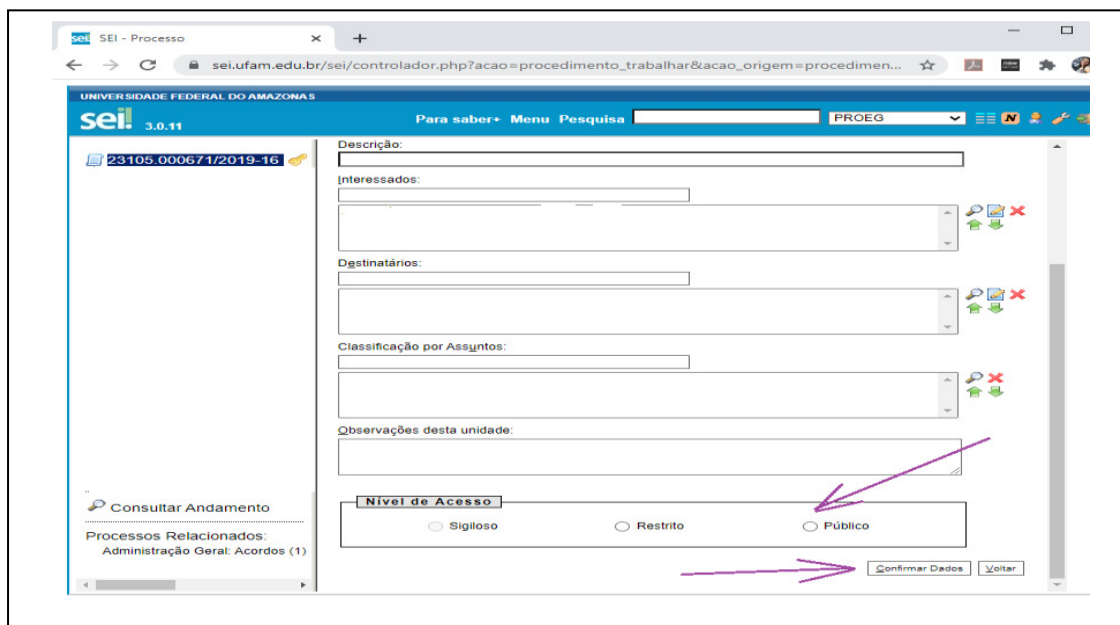 sei! SEI - Processo
sei.ufam.edu.br/sei/controlador.php?acao=procedimento_trabalhar&acao_origem=procedimen...
UNIVERSIDADE FEDERAL DO AMAZONAS
sei! 3.0.11 Para saber+ Menu Pesquisa PROEG
23105.000671/2019-16
Descrição:
Interessados:
Destinatários:
Classificação por Assuntos:
Observações desta unidade:
Nível de Acesso
Sigiloso Restrito Público
Consultar Andamento
Processos Relacionados:
Administração Geral: Acordos (1)
Confirmar Dados Voltar